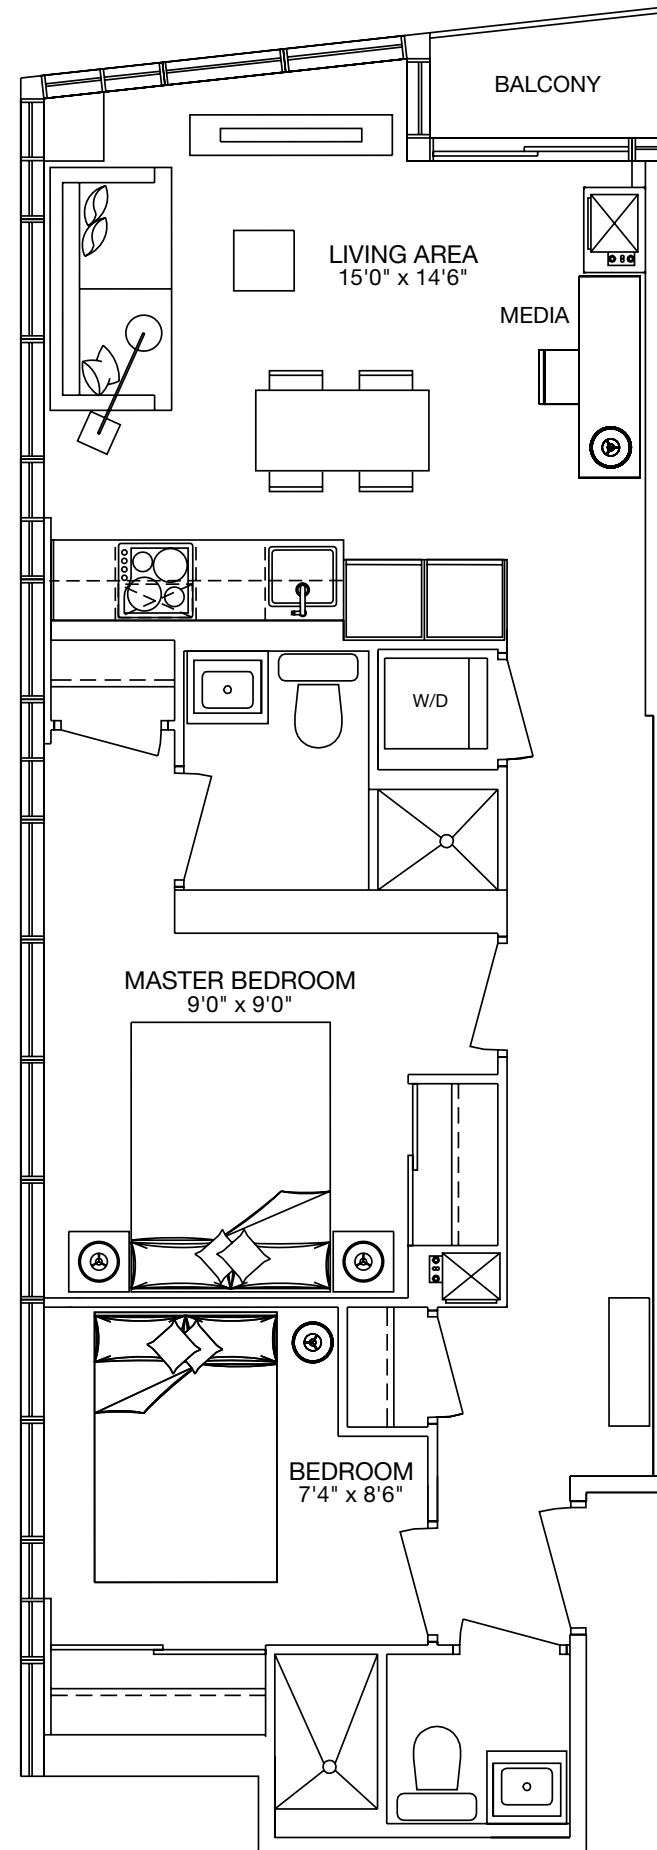 BALCONY
LIVING AREA
15'0" x 14'6"
MEDIA
W/D
MASTER BEDROOM
9'0" x 9'0"
BEDROOM
7'4" x 8'6"